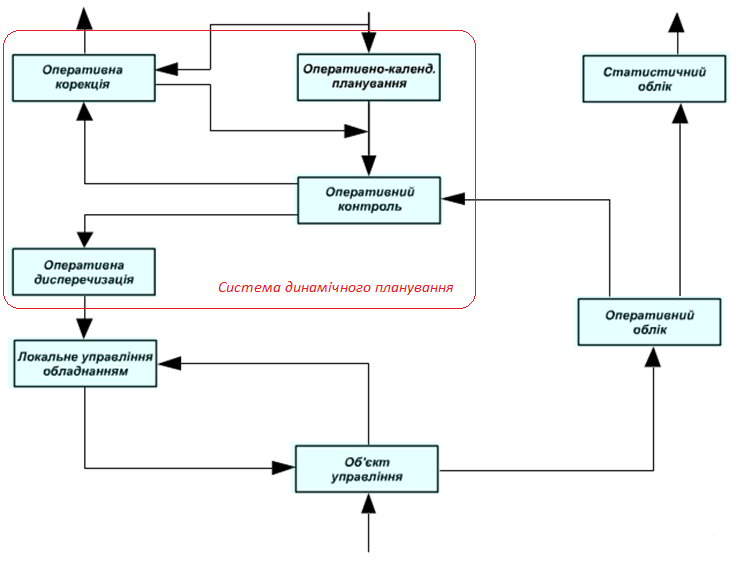 Оперативна
корекція
Оперативно-календ.
планування
Статистичний
облік
Оперативний
контроль
Оперативна
дисперечизація
Система динамічного планування
Оперативний
облік
Локальне управління
обладнанням
Об'єкт
управління